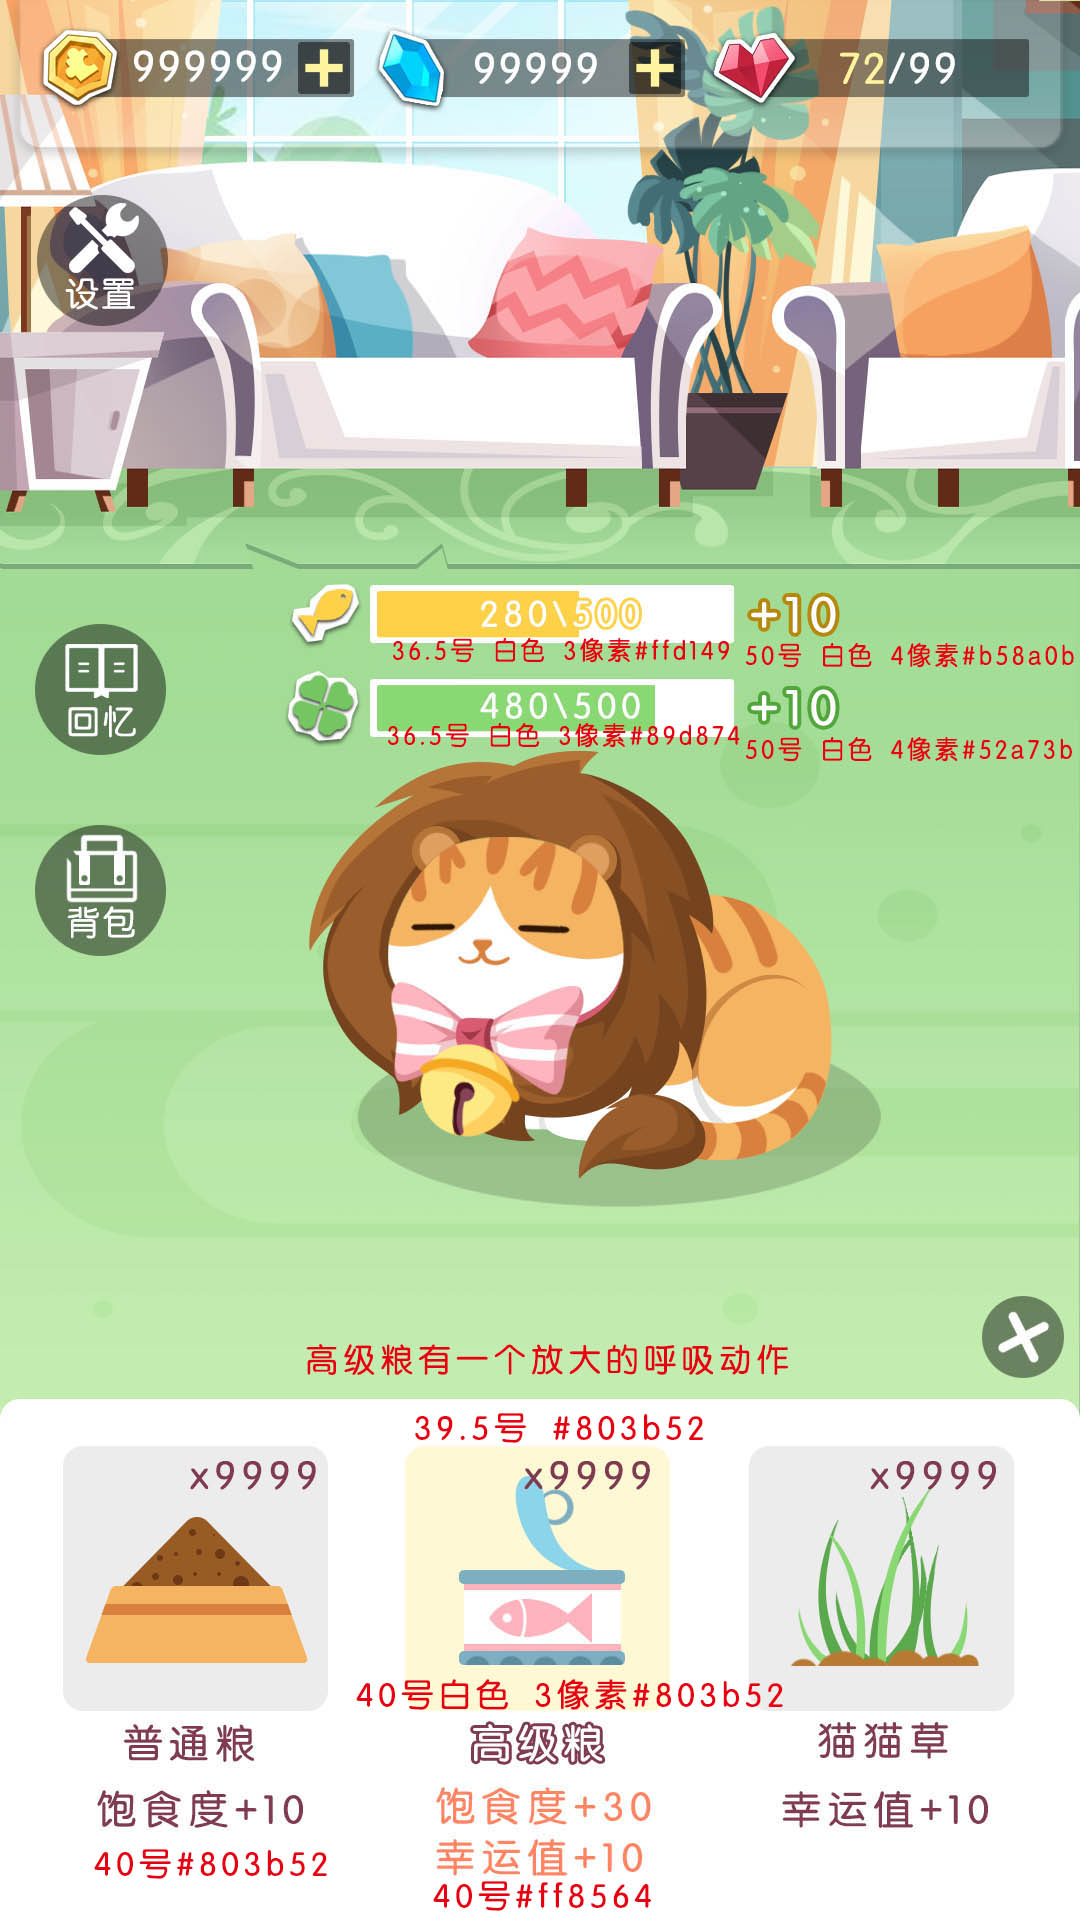 999999
99999
72/99
设置
280\500
+10
36.5号 白色 3像素#ffd149
50号 白色 4像素#b58a0b
480\500
+10
36.5号 白色 3像素#89d874
50号 白色 4像素#52a73b
回忆
背包
高级粮有一个放大的呼吸动作
39.5号 #803b52
x9999
x9999
x9999
40号白色 3像素#803b52
普通粮
高级粮
猫猫草
饱食度+10
饱食度+30
幸运值+10
幸运值+10
40号#803b52
40号#ff8564